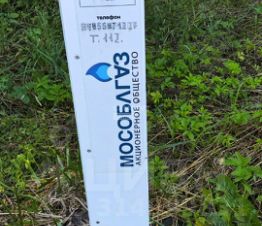 телефон
т. 112.
МОСОБЛГАЗ
АКЦИОНЕРНОЕ ОБЩЕСТВО